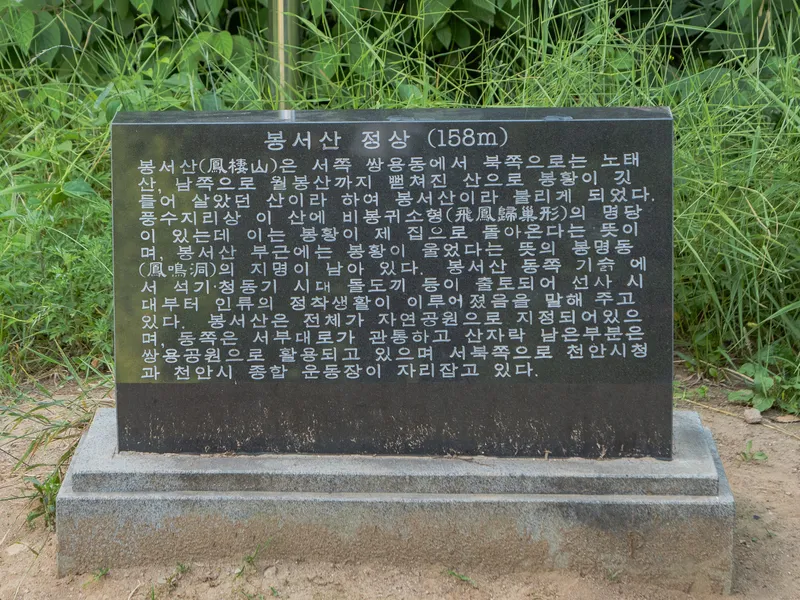 봉서산 정상 (158m)
봉서산(鳳棲山)은 서쪽 쌍용동에서 북쪽으로는 노태
산, 남쪽으로 월봉산까지 뻗쳐진 산으로 봉황이 깃
들어 살았던 산이라 하여 봉서산이라 불리게 되었다.
풍수지리상 이 산에 비봉귀소형(飛鳳歸巢形)의 명당
이 있는데 이는 봉황이 제 집으로 돌아온다는 뜻이
며, 봉서산 부근에는 봉황이 울었다는 뜻의 봉명동
(鳳鳴洞)의 지명이 남아 있다. 봉서산 동쪽 기슭 에
서 석기·청동기 시대 돌도끼 등이 출토되어 선사 시
대부터 인류의 정착생활이 이루어졌음을 말해 주고
있다. 봉서산은 전체가 자연공원으로 지정되어있으
며, 동쪽은 서부대로가 관통하고 산자락 남은부분은
쌍용공원으로 활용되고 있으며 서북쪽으로 천안시청
과 천안시 종합 운동장이 자리잡고 있다.